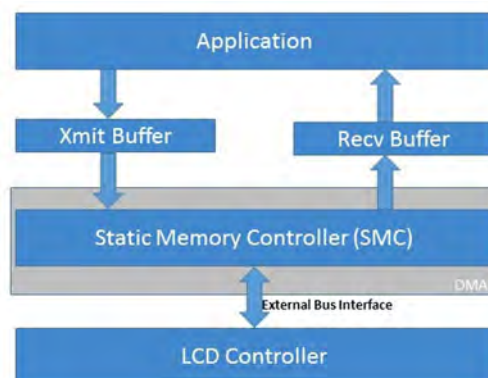 Application
Xmit Buffer
Recv Buffer
Static Memory Controller (SMC)
DMA
External Bus Interface
LCD Controller